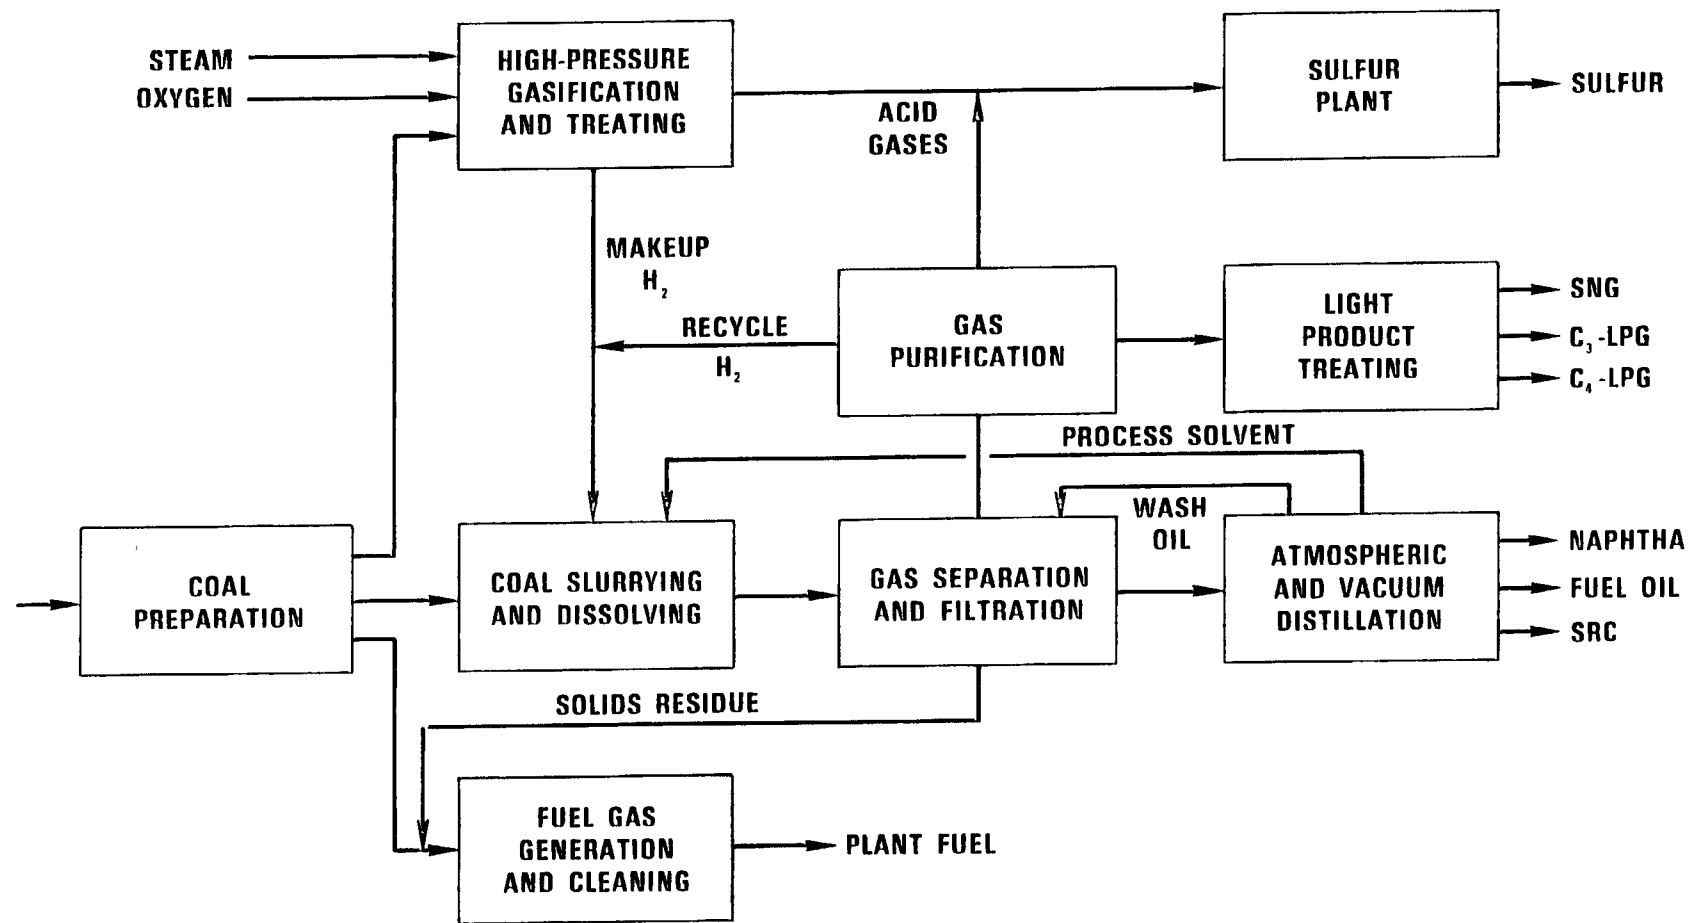 STEAM
OXYGEN
HIGH-PRESSURE
GASIFICATION
AND TREATING
ACID
GASES
SULFUR
PLANT
SULFUR
MAKEUP
H₂
RECYCLE
H₂
GAS
PURIFICATION
LIGHT
PRODUCT
TREATING
SNG
C₃-LPG
C₄-LPG
PROCESS SOLVENT
WASH
OIL
COAL
PREPARATION
COAL SLURRYING
AND DISSOLVING
GAS SEPARATION
AND FILTRATION
ATMOSPHERIC
AND VACUUM
DISTILLATION
NAPHTHA
FUEL OIL
SRC
SOLIDS RESIDUE
FUEL GAS
GENERATION
AND CLEANING
PLANT FUEL